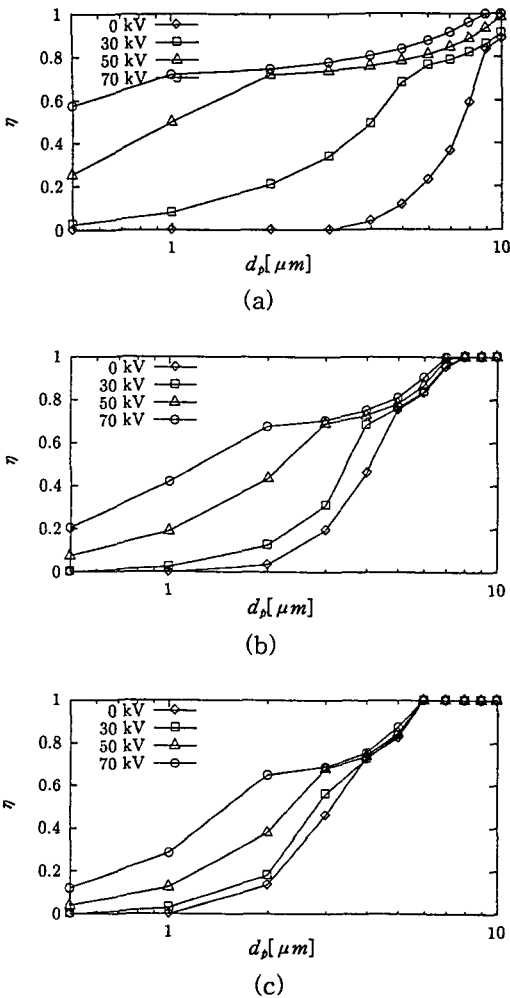 1
0.8
0.6
0.4
0.2
0
η
0 kV
30 kV
50 kV
70 kV
1
10
d_p[μm]
(a)
1
0.8
0.6
0.4
0.2
0
η
0 kV
30 kV
50 kV
70 kV
1
10
d_p[μm]
(b)
1
0.8
0.6
0.4
0.2
0
η
0 kV
30 kV
50 kV
70 kV
1
10
d_p[μm]
(c)